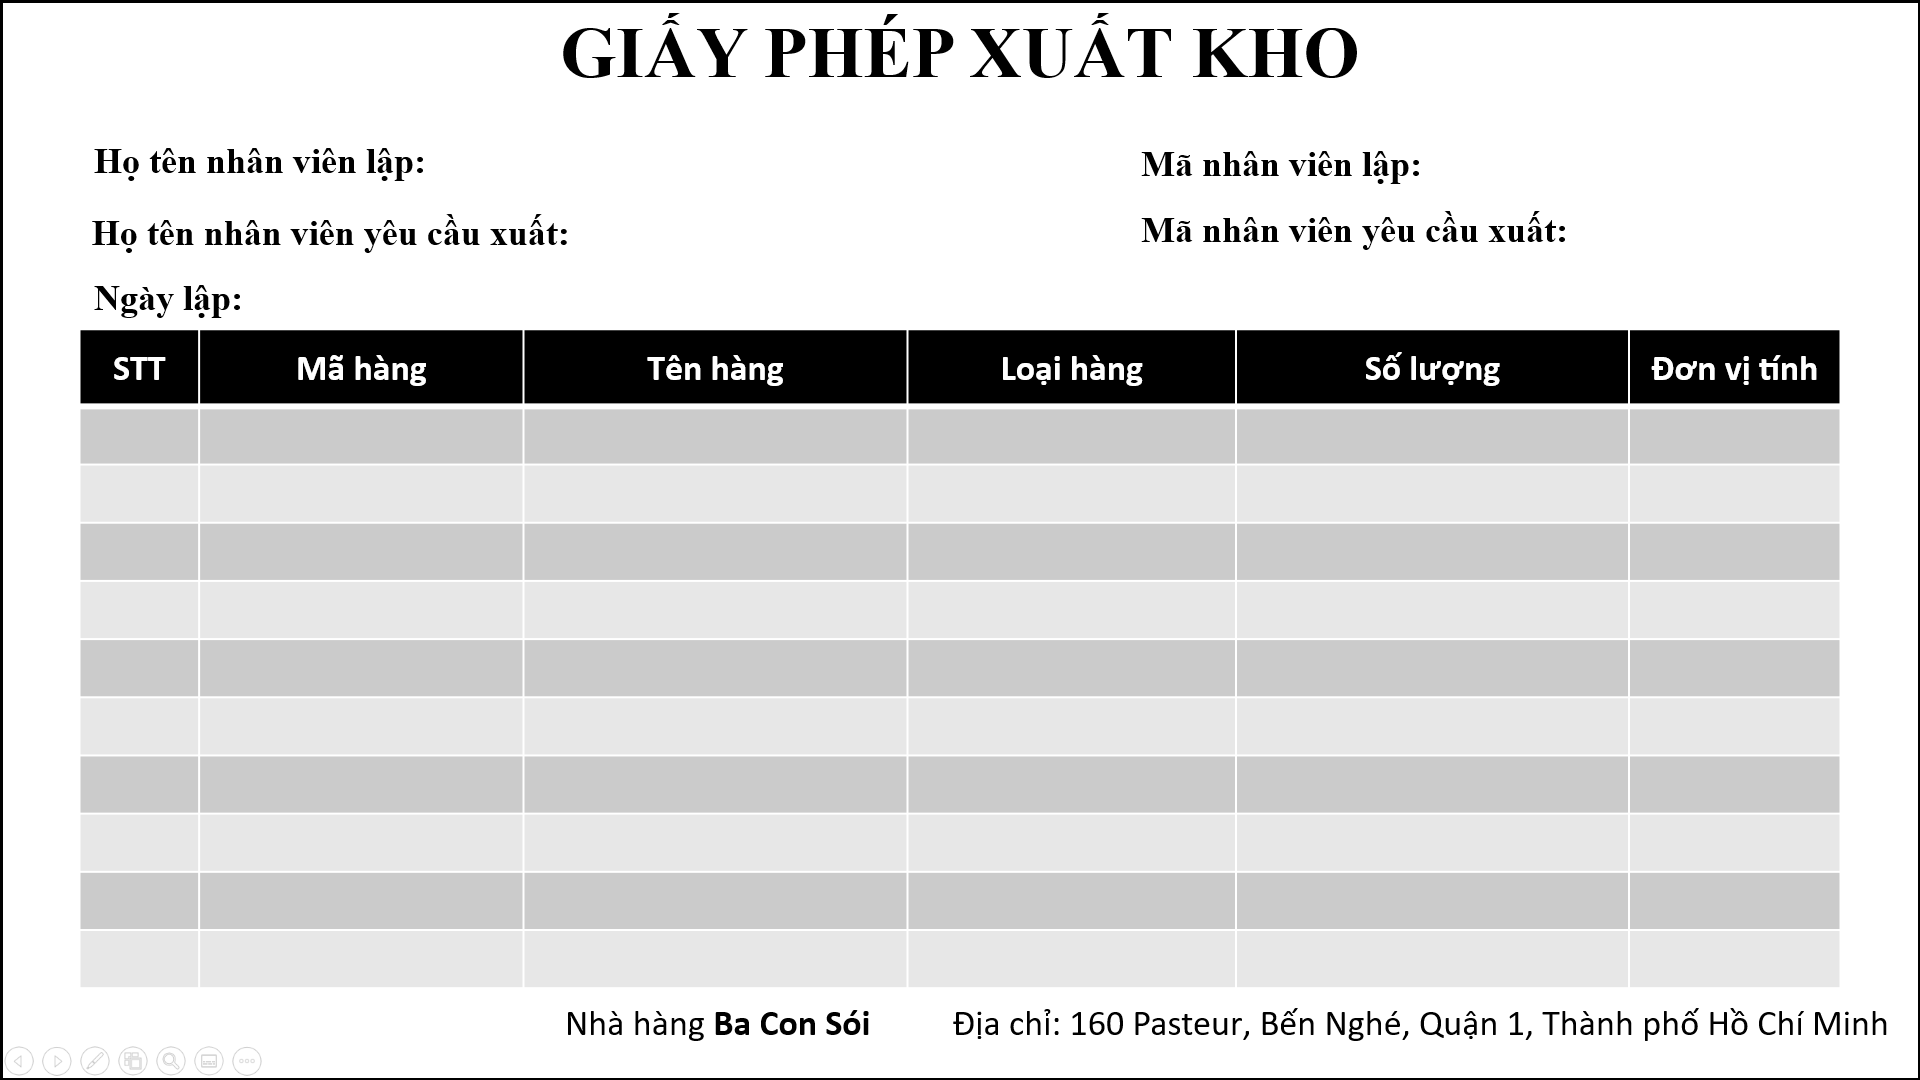 GIẤY PHÉP XUẤT KHO
Họ tên nhân viên lập:
Mã nhân viên lập:
Họ tên nhân viên yêu cầu xuất:
Mã nhân viên yêu cầu xuất:
Ngày lập:
STT Mã hàng Tên hàng Loại hàng Số lượng Đơn vị tính
Nhà hàng Ba Con Sói Địa chỉ: 160 Pasteur, Bến Nghé, Quận 1, Thành phố Hồ Chí Minh